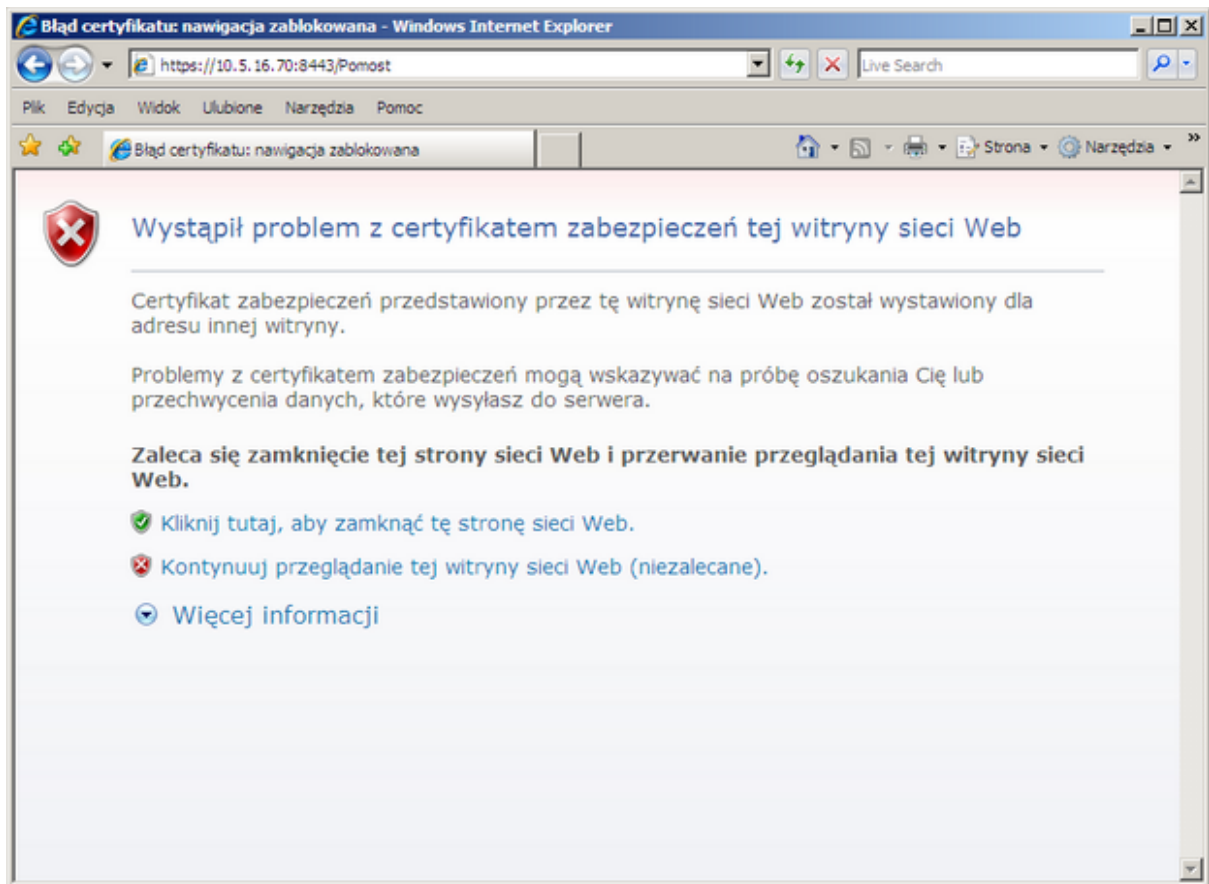 Błąd certyfikatu: nawigacja zablokowana - Windows Internet Explorer
https://10.5.16.70:8443/Pomost
Live Search
Plik Edycja Widok Ulubione Narzędzia Pomoc
Błąd certyfikatu: nawigacja zablokowana
Strona
Narzędzia
Wystąpił problem z certyfikatem zabezpieczeń tej witryny sieci Web
Certyfikat zabezpieczeń przedstawiony przez tę witrynę sieci Web został wystawiony dla
adresu innej witryny.
Problemy z certyfikatem zabezpieczeń mogą wskazywać na próbę oszukania Cię lub
przechwycenia danych, które wysyłasz do serwera.
Zaleca się zamknięcie tej strony sieci Web i przerwanie przeglądania tej witryny sieci
Web.
Kliknij tutaj, aby zamknąć tę stronę sieci Web.
Kontynuuj przeglądanie tej witryny sieci Web (niezalecane).
Więcej informacji